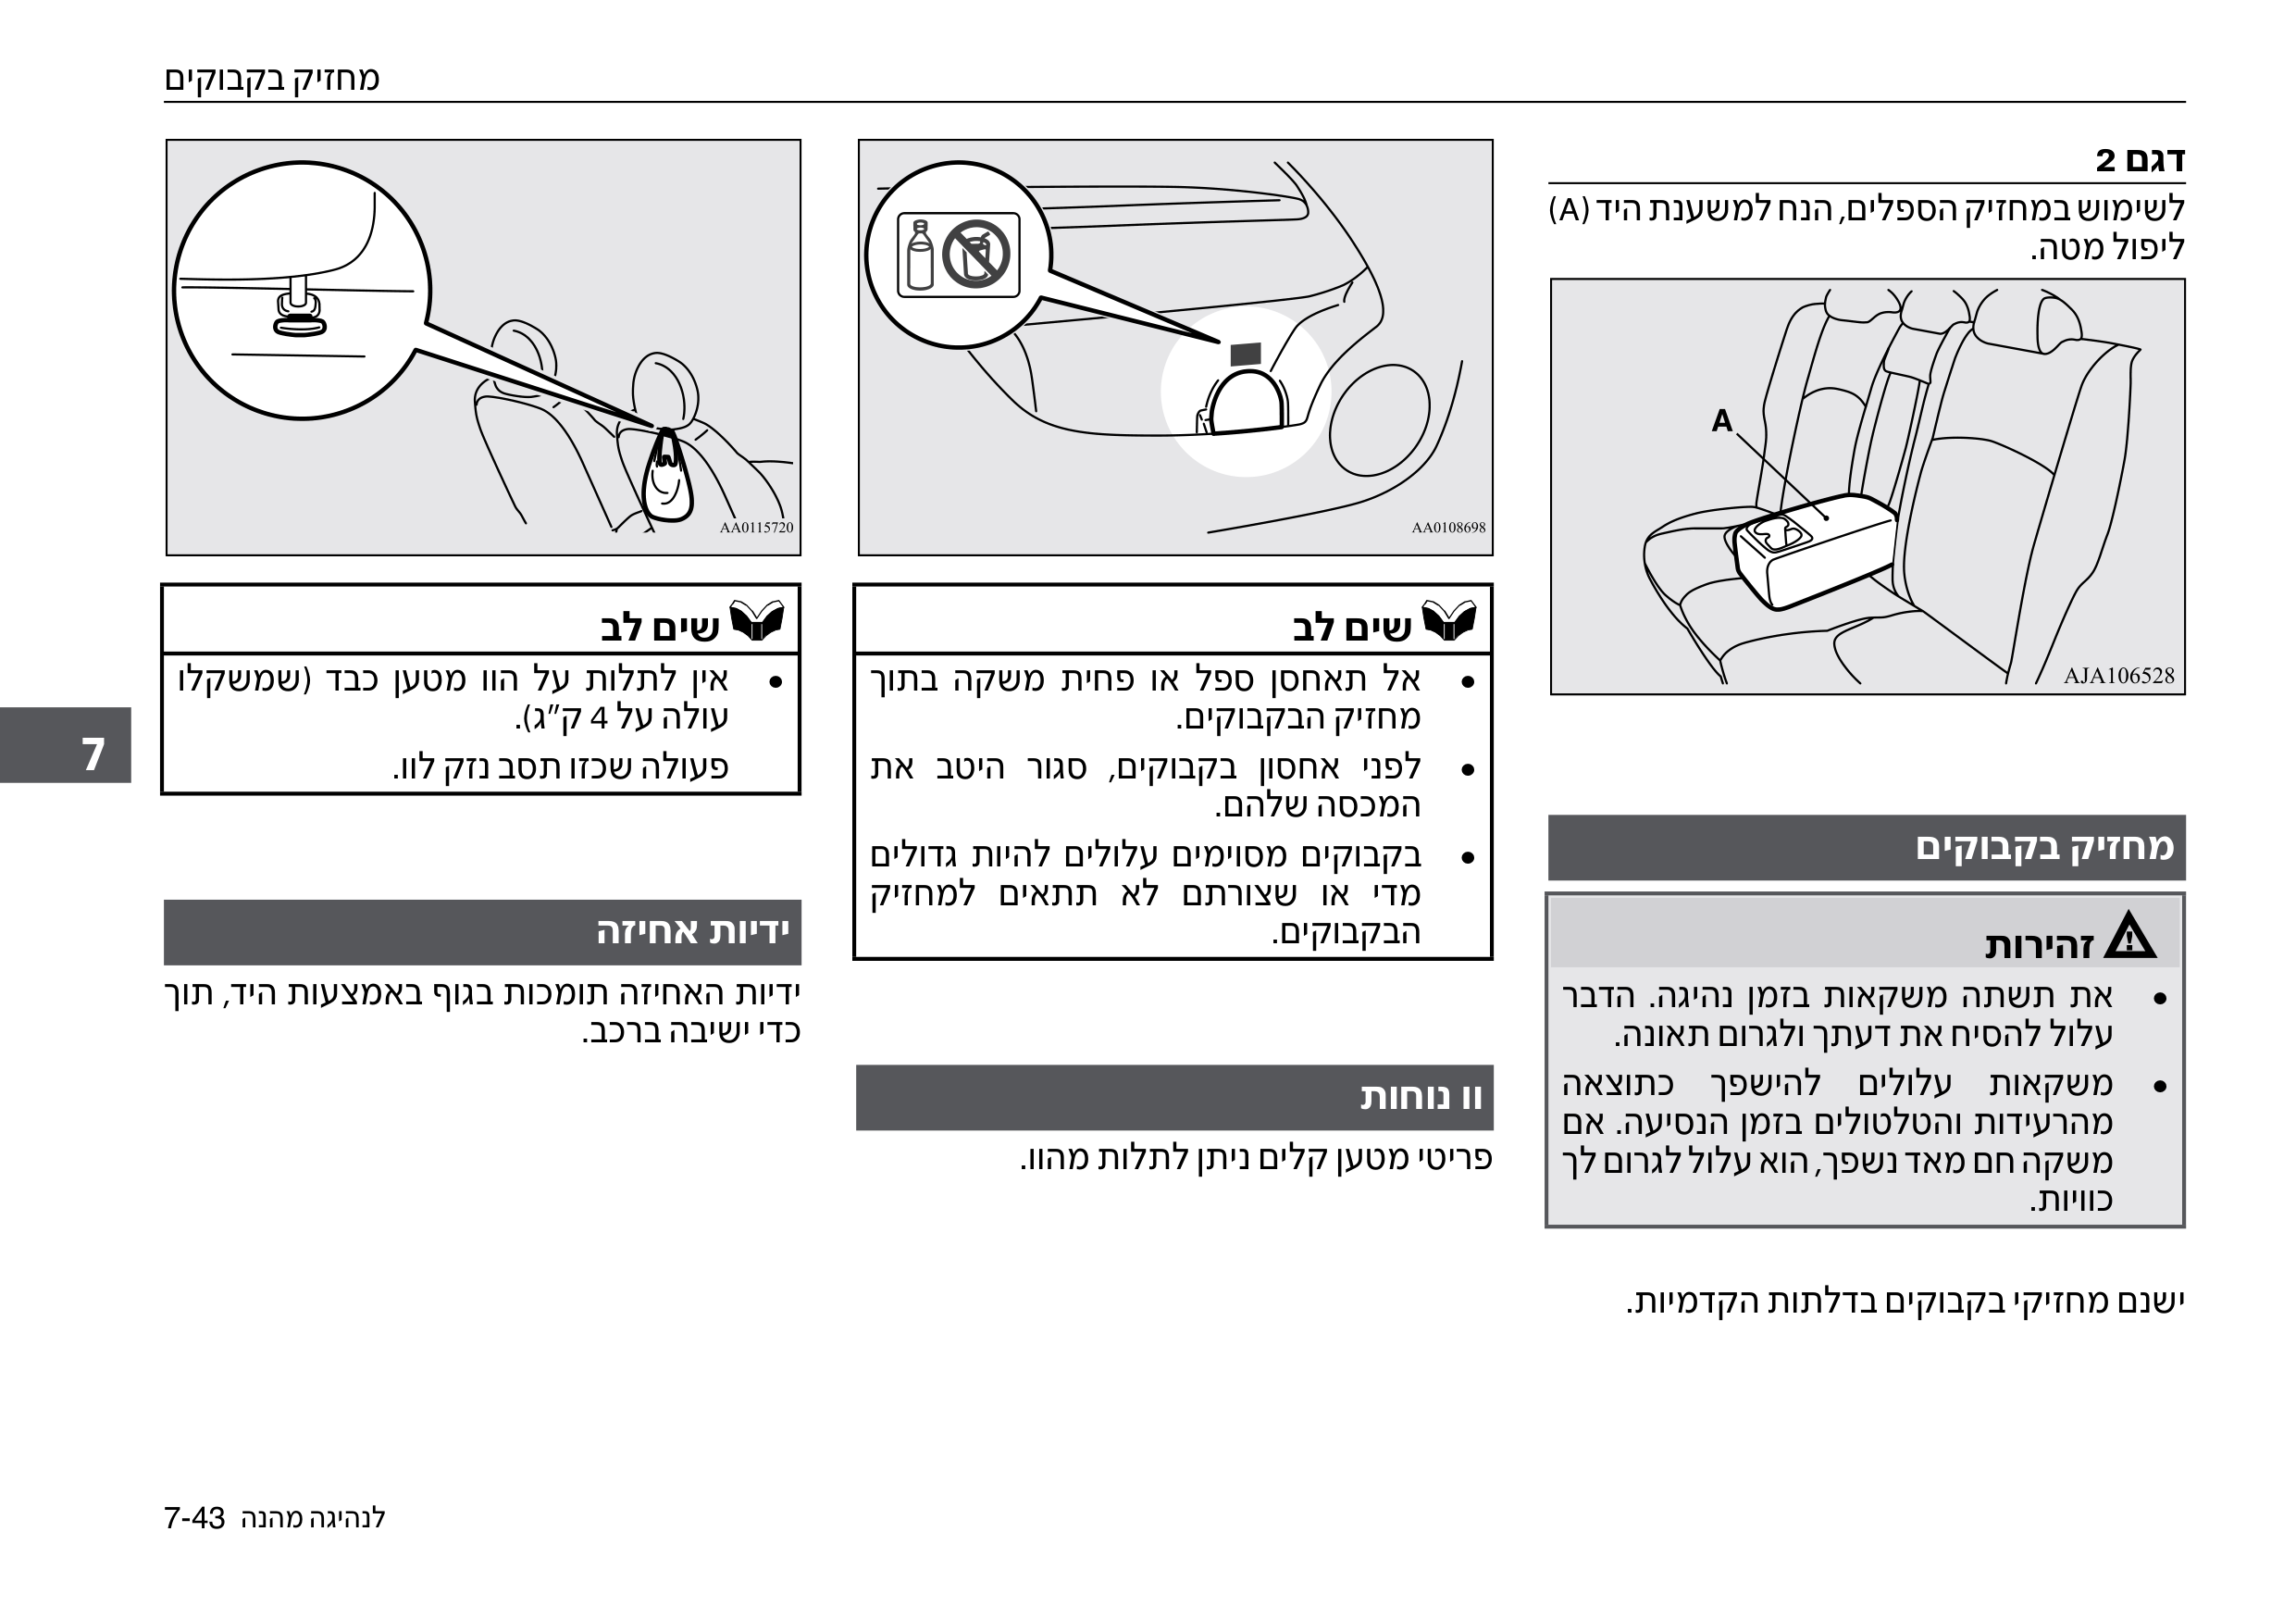 מחזיק בקבוקים
דגם 2
לשימוש במחזיק הספלים, הנח למשענת היד (A)
ליפול מטה.
A
AJA106528
מחזיק בקבוקים
זהירות
• את תשתה משקאות בזמן נהיגה. הדבר
עלול להסיח את דעתך ולגרום תאונה.
• משקאות עלולים להישפך כתוצאה
מהרעידות והטלטולים בזמן הנסיעה. אם
משקה חם מאד נשפך, הוא עלול לגרום לך
כוויות.
ישנם מחזיקי בקבוקים בדלתות הקדמיות.
AA0108698
שים לב
• אל תאחסן ספל או פחית משקה בתוך
מחזיק הבקבוקים.
• לפני אחסון בקבוקים, סגור היטב את
המכסה שלהם.
• בקבוקים מסוימים עלולים להיות גדולים
מדי או שצורתם לא תתאים למחזיק
הבקבוקים.
וו נוחות
פריטי מטען קלים ניתן לתלות מהוו.
AA0115720
שים לב
• אין לתלות על הוו מטען כבד (שמשקלו
עולה על 4 ק"ג).
פעולה שכזו תסב נזק לוו.
ידיות אחיזה
ידיות האחיזה תומכות בגוף באמצעות היד, תוך
כדי ישיבה ברכב.
7
לנהיגה מהנה 7-43